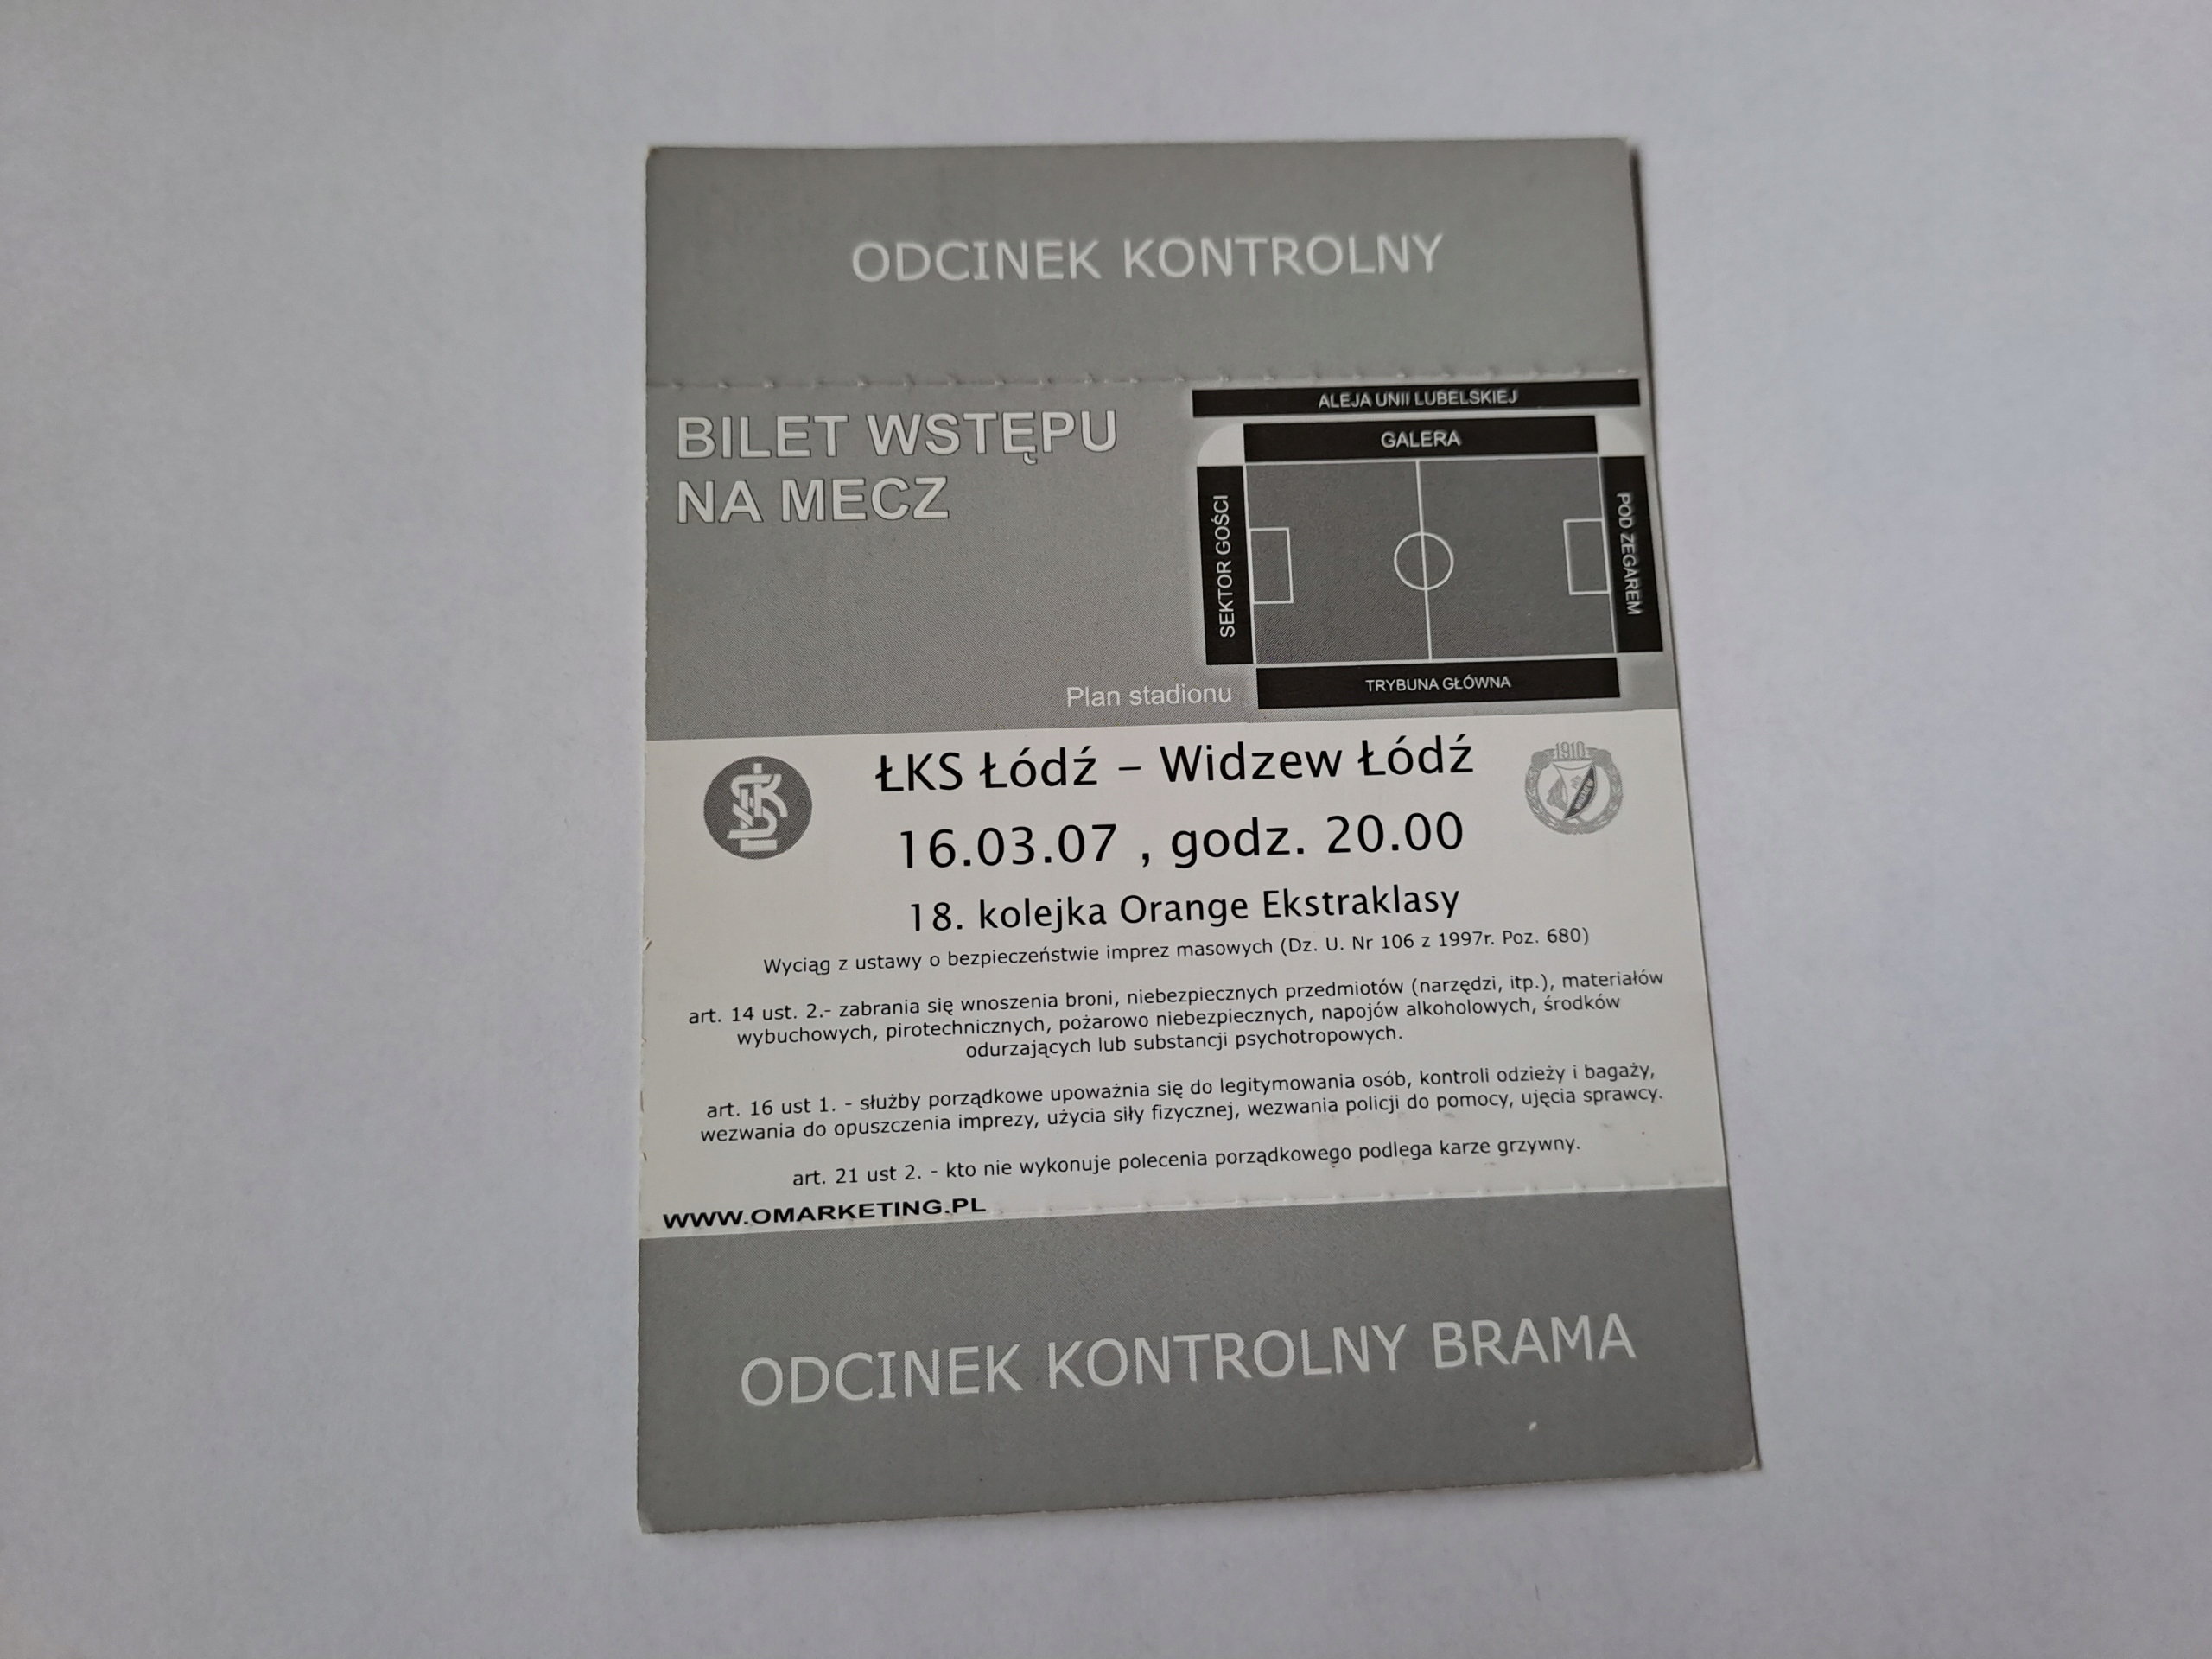 ODCINEK KONTROLNY
BILET WSTĘPU
NA MECZ
ALEJA UNII LUBELSKIEJ
GALERA
SEKTOR GOŚCI
POD ZEGAREM
TRYBUNA GŁÓWNA
Plan stadionu
ŁKS Łódź – Widzew Łódź
1910
WIDZEW
ŁKS
16.03.07 , godz. 20.00
18. kolejka Orange Ekstraklasy
Wyciąg z ustawy o bezpieczeństwie imprez masowych (Dz. U. Nr 106 z 1997r. Poz. 680)
art. 14 ust. 2.- zabrania się wnoszenia broni, niebezpiecznych przedmiotów (narzędzi, itp.), materiałów
wybuchowych, pirotechnicznych, pożarowo niebezpiecznych, napojów alkoholowych, środków
odurzających lub substancji psychotropowych.
art. 16 ust 1. - służby porządkowe upoważnia się do legitymowania osób, kontroli odzieży i bagaży,
wezwania do opuszczenia imprezy, użycia siły fizycznej, wezwania policji do pomocy, ujęcia sprawcy.
art. 21 ust 2. - kto nie wykonuje polecenia porządkowego podlega karze grzywny.
WWW.OMARKETING.PL
ODCINEK KONTROLNY BRAMA